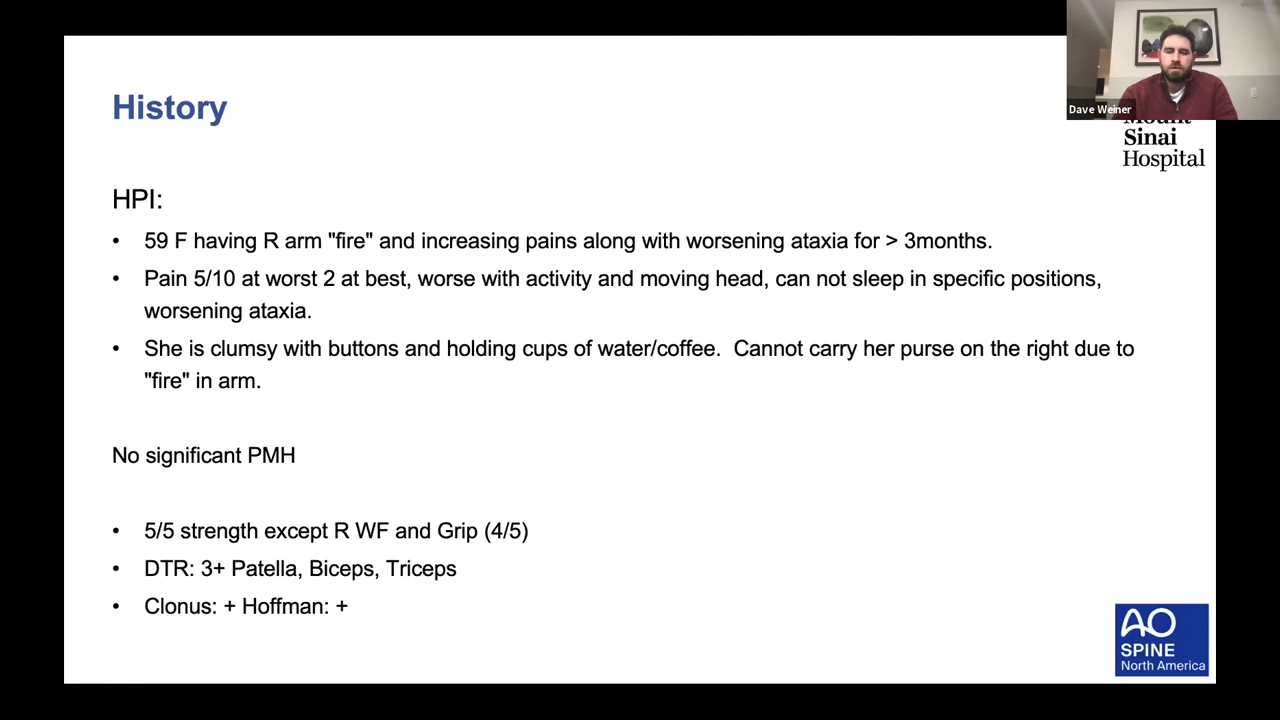 Dave Weiner
History
Mount
Sinai
Hospital
HPI:
• 59 F having R arm "fire" and increasing pains along with worsening ataxia for > 3months.
• Pain 5/10 at worst 2 at best, worse with activity and moving head, can not sleep in specific positions,
worsening ataxia.
• She is clumsy with buttons and holding cups of water/coffee.  Cannot carry her purse on the right due to
"fire" in arm.
No significant PMH
• 5/5 strength except R WF and Grip (4/5)
• DTR: 3+ Patella, Biceps, Triceps
• Clonus: + Hoffman: +
AO
SPINE
North America